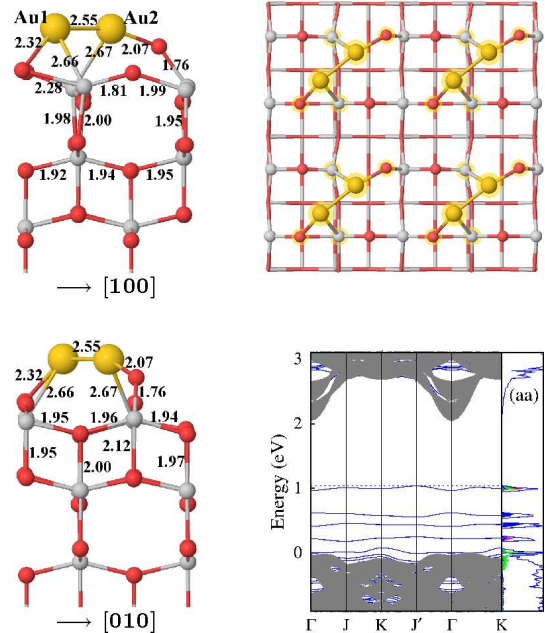 Au1 2.55 Au2
2.32 2.66 2.67 2.07
1.76
2.28 1.81 1.99
1.98 2.00 1.95
1.92 1.94 1.95
→ [100]
2.55
2.32 2.66 2.67 2.07
1.76
1.95 1.96 1.94
1.95 2.12 1.97
2.00
→ [010]
3
(aa)
2
Energy (eV)
1
0
Γ J K J′ Γ K